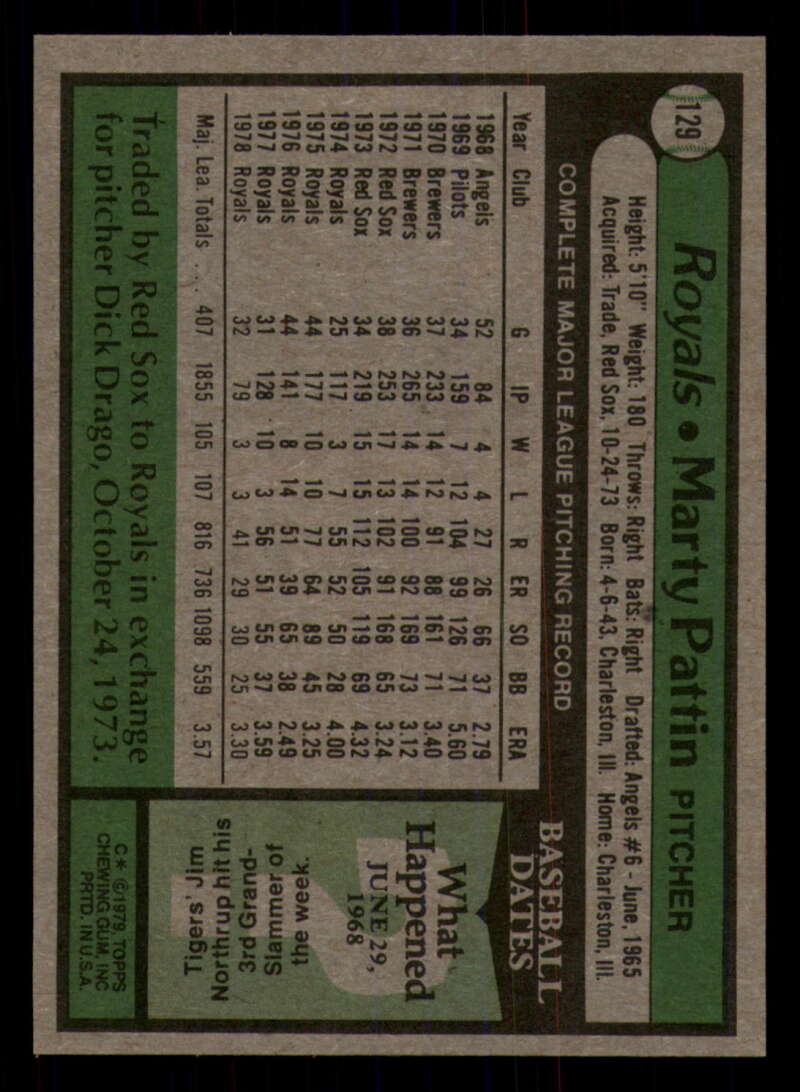 129
Royals • Marty Pattin PITCHER
Height: 5'10" Weight: 180 Throws: Right Bats: Right Drafted: Angels #6 - June, 1965
Acquired: Trade, Red Sox, 10-24-73 Born: 4-6-43, Charleston, Ill. Home: Charleston, Ill.
COMPLETE MAJOR LEAGUE PITCHING RECORD
Year Club G IP W L R ER SO BB ERA
1968 Angels 52 84 4 4 27 26 66 37 2.79
1969 Pilots 34 159 7 12 104 99 126 71 5.60
1970 Brewers 37 233 14 12 91 88 161 71 3.40
1971 Brewers 36 265 14 14 100 92 169 73 3.12
1972 Red Sox 38 253 17 13 102 91 168 65 3.24
1973 Red Sox 34 219 15 15 112 105 119 69 4.32
1974 Royals 25 117 3 7 55 52 50 28 4.00
1975 Royals 44 177 10 10 77 64 89 45 3.25
1976 Royals 44 141 8 14 51 39 65 38 2.49
1977 Royals 31 128 10 3 56 51 55 37 3.59
1978 Royals 32 79 3 3 41 29 30 25 3.30
Maj. Lea. Totals ... 407 1855 105 107 816 736 1098 559 3.57
Traded by Red Sox to Royals in exchange
for pitcher Dick Drago, October 24, 1973.
BASEBALL
DATES
What
Happened
JUNE 29,
1968
Tigers' Jim
Northrup hit his
3rd Grand-
Slammer of
the week.
C* ©1979, TOPPS
CHEWING GUM, INC
PRTD. IN U.S.A.